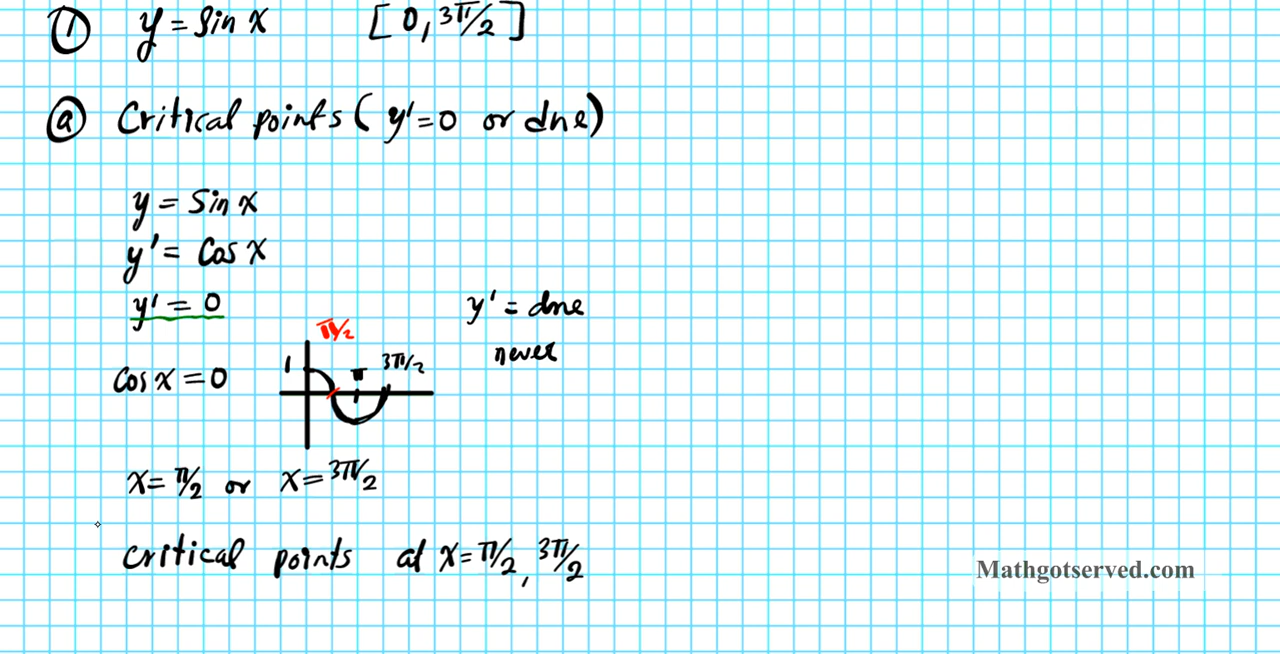 ① y = sin x [0, 3π/2]
ⓐ Critical points (y' = 0 or dne)
y = sin x
y' = cos x
y' = 0
y' = dne
never
π/2
1
π
3π/2
cos x = 0
x = π/2 or x = 3π/2
critical points at x = π/2, 3π/2
Mathgotserved.com